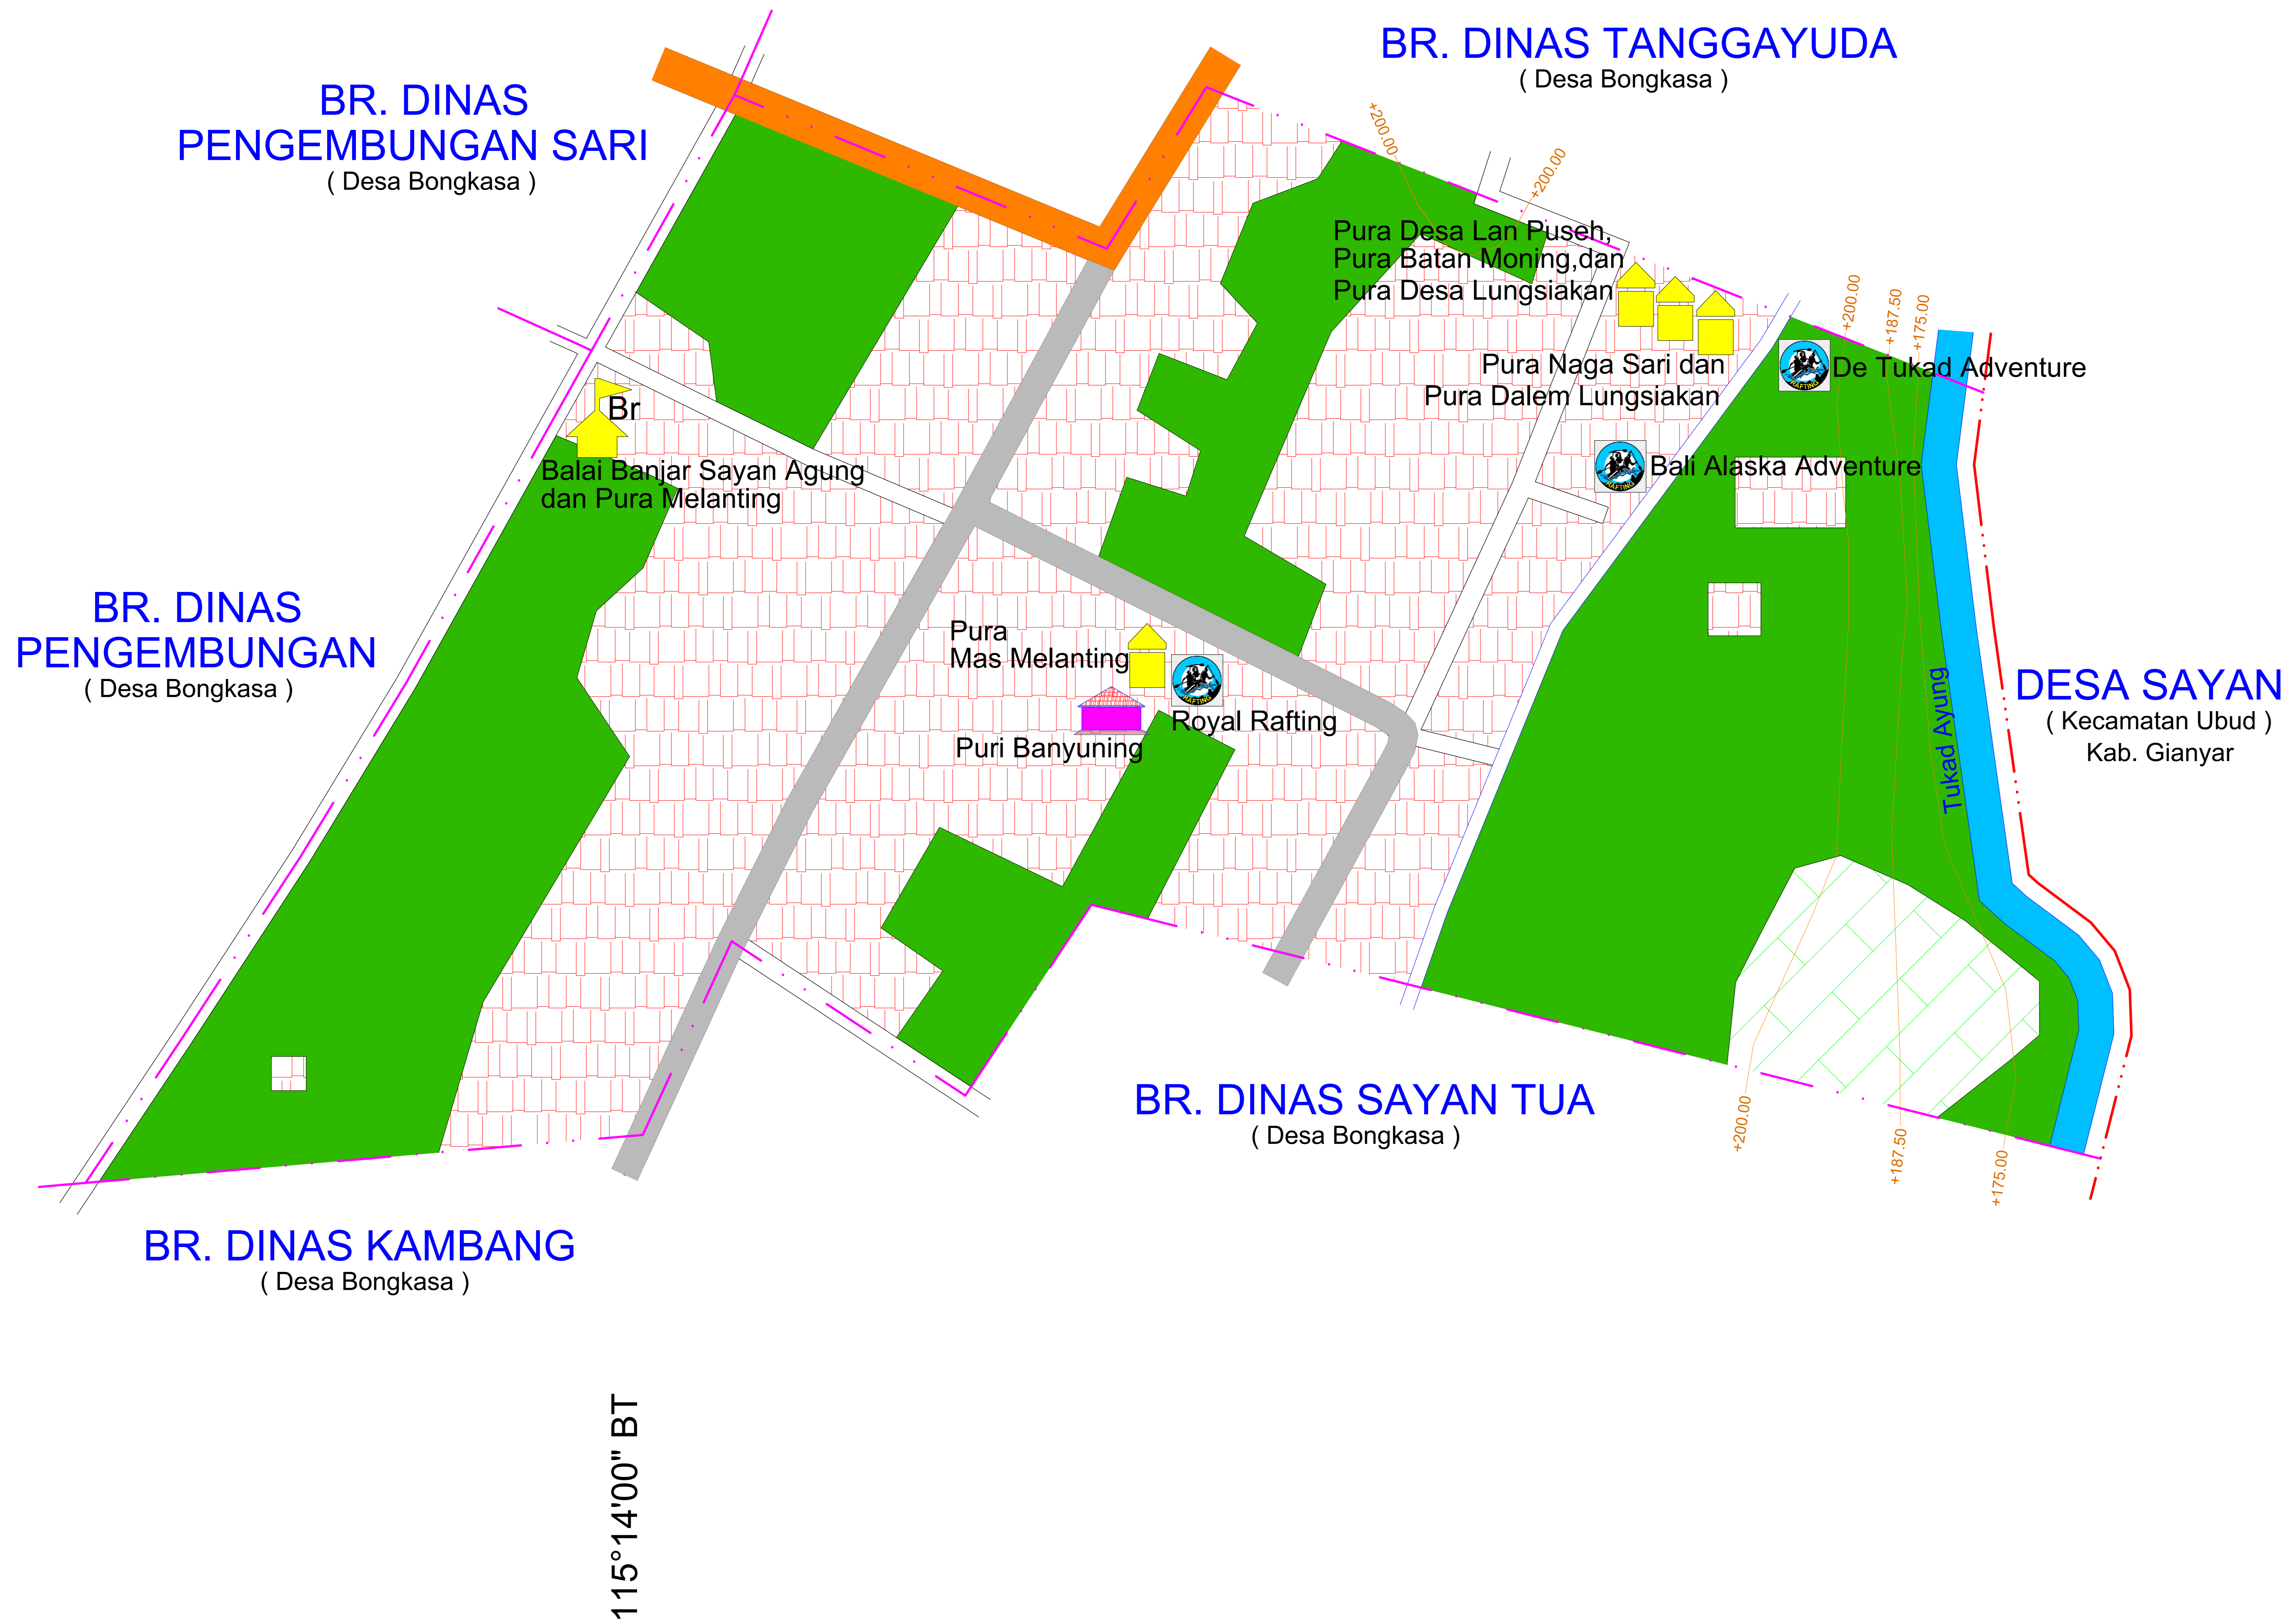 BR. DINAS TANGGAYUDA
( Desa Bongkasa )
BR. DINAS
PENGEMBUNGAN SARI
( Desa Bongkasa )
+200.00
+200.00
Pura Desa Lan Puseh,
Pura Batan Moning,dan
Pura Desa Lungsiakan
+200.00
+187.50
+175.00
Pura Naga Sari dan
Pura Dalem Lungsiakan
RAFTING
De Tukad Adventure
Br
Balai Banjar Sayan Agung
dan Pura Melanting
RAFTING
Bali Alaska Adventure
BR. DINAS
PENGEMBUNGAN
( Desa Bongkasa )
Pura
Mas Melanting
RAFTING
Royal Rafting
Puri Banyuning
Tukad Ayung
DESA SAYAN
( Kecamatan Ubud )
Kab. Gianyar
BR. DINAS SAYAN TUA
( Desa Bongkasa )
+200.00
+187.50
+175.00
BR. DINAS KAMBANG
( Desa Bongkasa )
115°14'00" BT